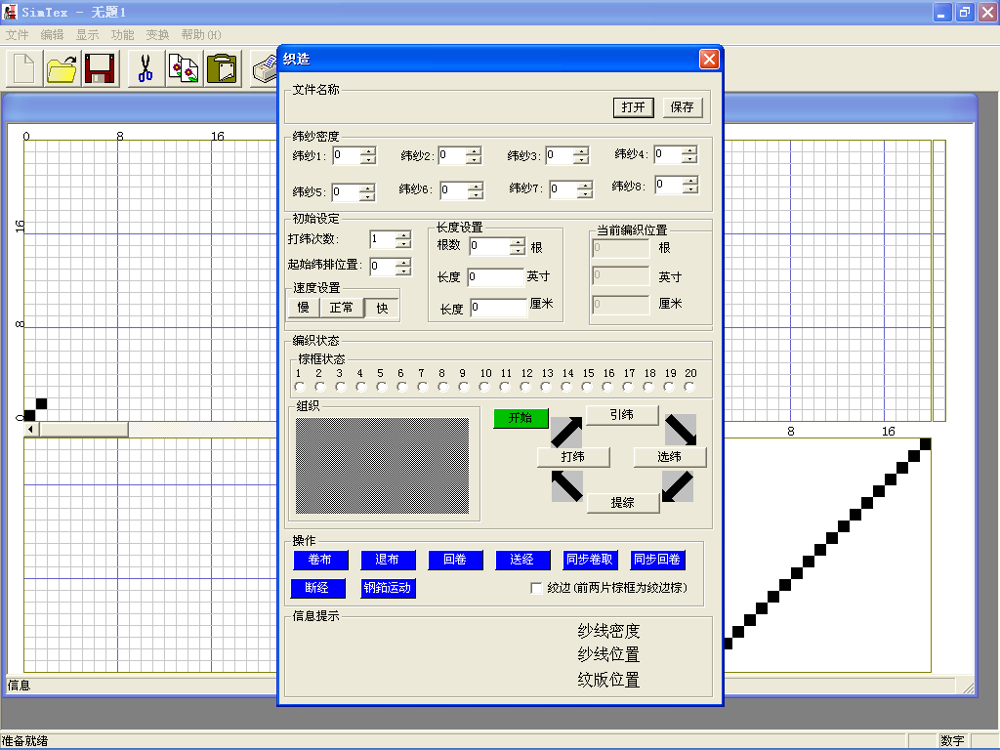 SimTex - 无题1
文件 编辑 显示 功能 变换 帮助(H)
织造
文件名称
打开 保存
0 8 16
16
8
0
纬纱密度
纬纱1: 0 纬纱2: 0 纬纱3: 0 纬纱4: 0
纬纱5: 0 纬纱6: 0 纬纱7: 0 纬纱8: 0
初始设定
打纬次数: 1
起始纬排位置: 0
速度设置
慢 正常 快
长度设置
根数 0 根
长度 0 英寸
长度 0 厘米
当前编织位置
0 根
0 英寸
0 厘米
编织状态
棕框状态
1 2 3 4 5 6 7 8 9 10 11 12 13 14 15 16 17 18 19 20
组织
开始
引纬
打纬 选纬
提综
8 16
操作
卷布 退布 回卷 送经 同步卷取 同步回卷
断经 钢筘运动 绞边(前两片棕框为绞边棕)
信息提示
纱线密度
纱线位置
纹版位置
信息
准备就绪 数字